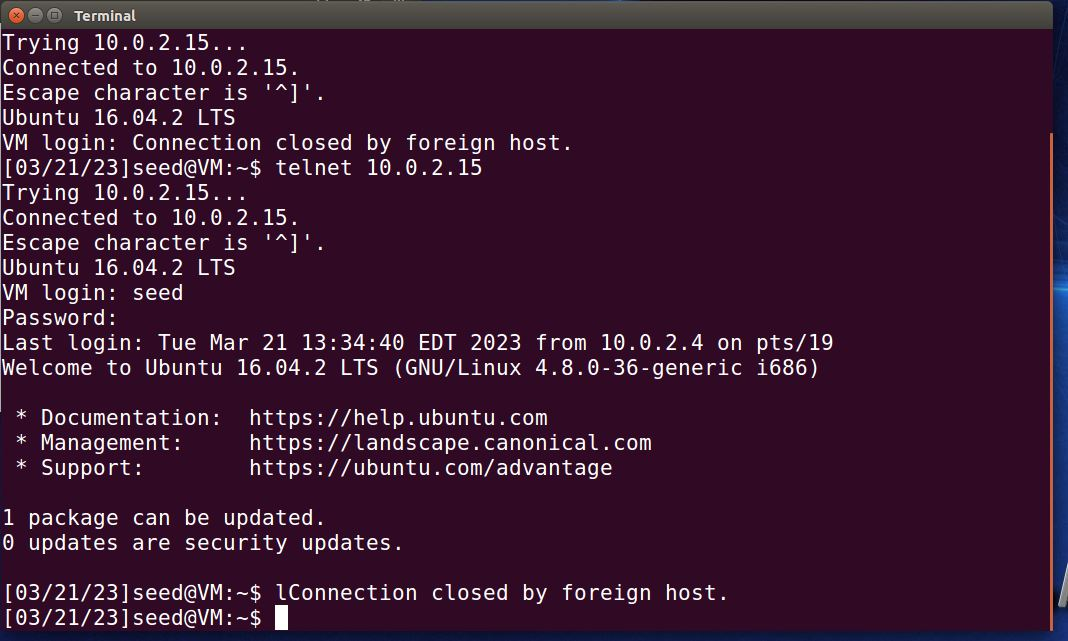 Terminal
Trying 10.0.2.15...
Connected to 10.0.2.15.
Escape character is '^]'.
Ubuntu 16.04.2 LTS
VM login: Connection closed by foreign host.
[03/21/23]seed@VM:~$ telnet 10.0.2.15
Trying 10.0.2.15...
Connected to 10.0.2.15.
Escape character is '^]'.
Ubuntu 16.04.2 LTS
VM login: seed
Password:
Last login: Tue Mar 21 13:34:40 EDT 2023 from 10.0.2.4 on pts/19
Welcome to Ubuntu 16.04.2 LTS (GNU/Linux 4.8.0-36-generic i686)
* Documentation:  https://help.ubuntu.com
* Management:     https://landscape.canonical.com
* Support:        https://ubuntu.com/advantage
1 package can be updated.
0 updates are security updates.
[03/21/23]seed@VM:~$ lConnection closed by foreign host.
[03/21/23]seed@VM:~$